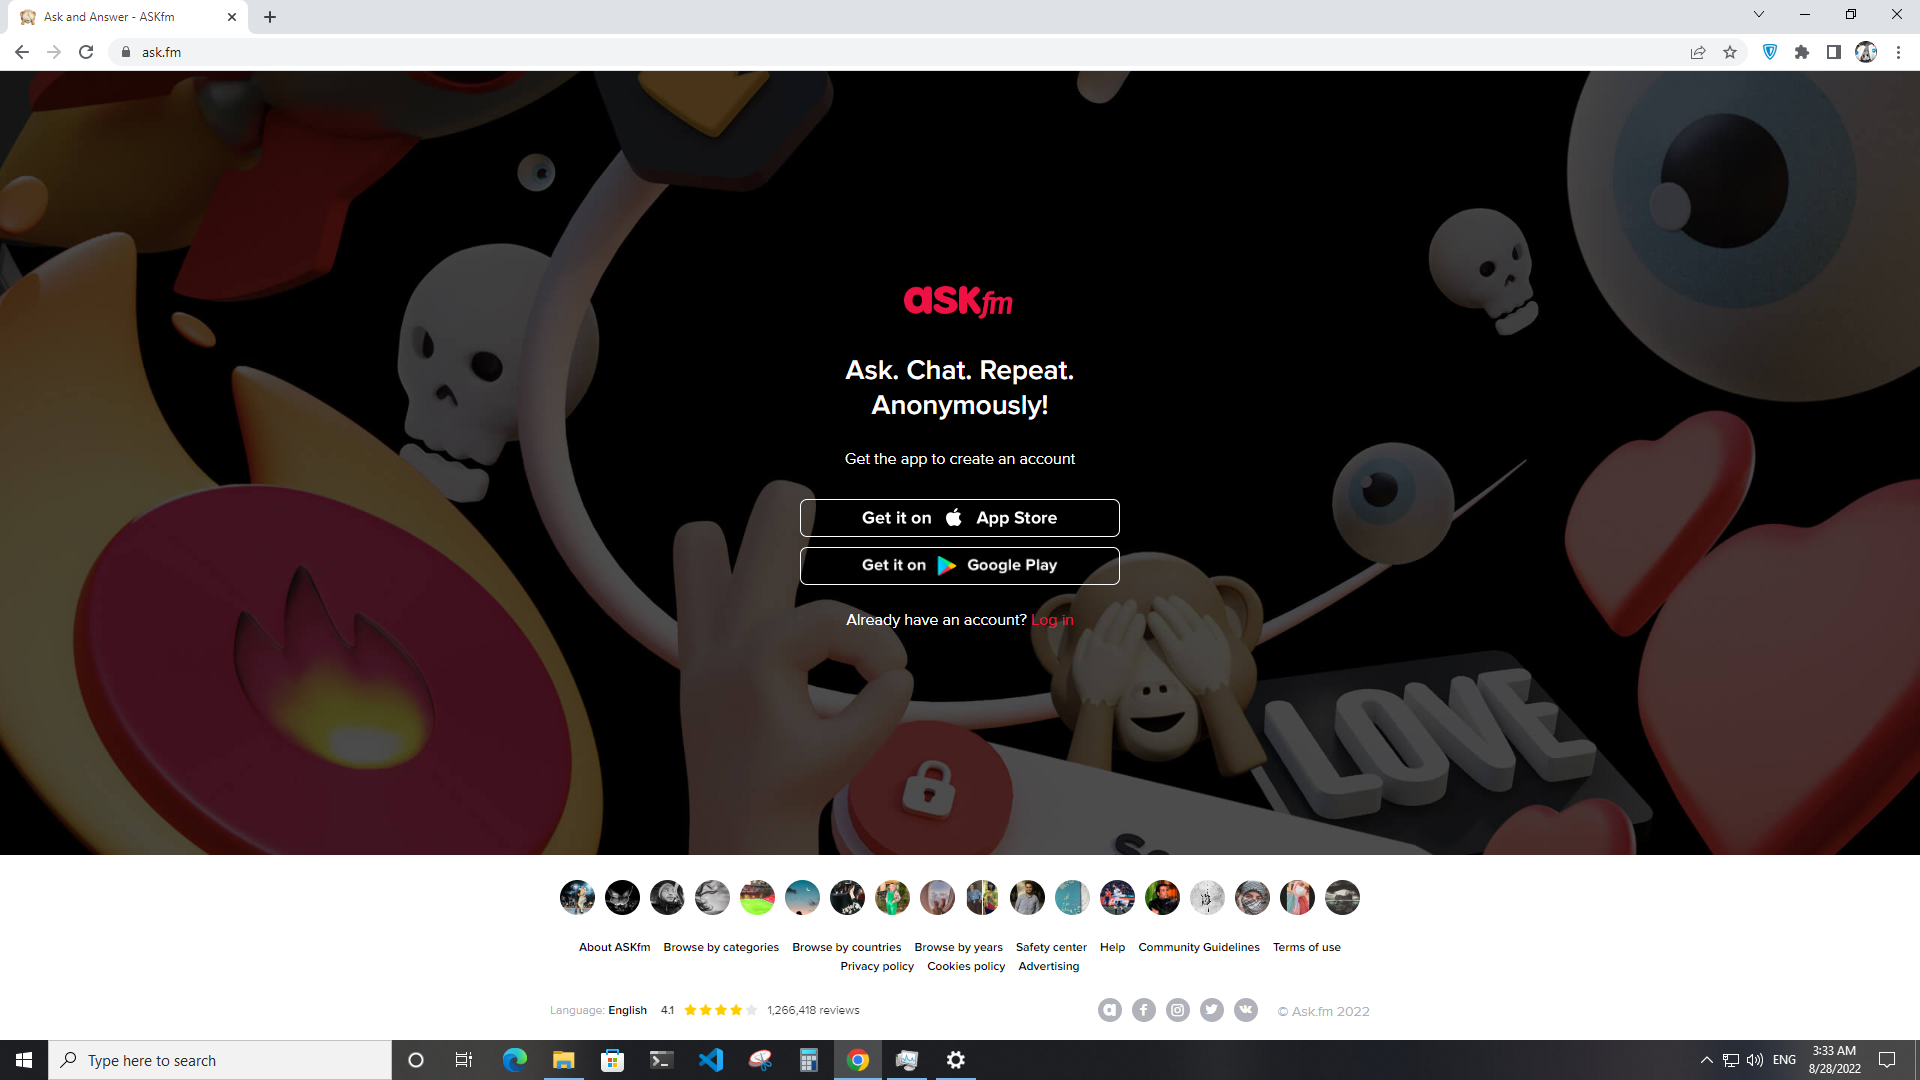 Ask and Answer - ASKfm
ask.fm
ASKfm
Ask. Chat. Repeat.
Anonymously!
Get the app to create an account
Get it on App Store
Get it on Google Play
Already have an account? Log in
LOVE
About ASKfm Browse by categories Browse by countries Browse by years Safety center Help Community Guidelines Terms of use
Privacy policy Cookies policy Advertising
Language: English 4.1 1,266,418 reviews © Ask.fm 2022
Type here to search
ENG
3:33 AM
8/28/2022